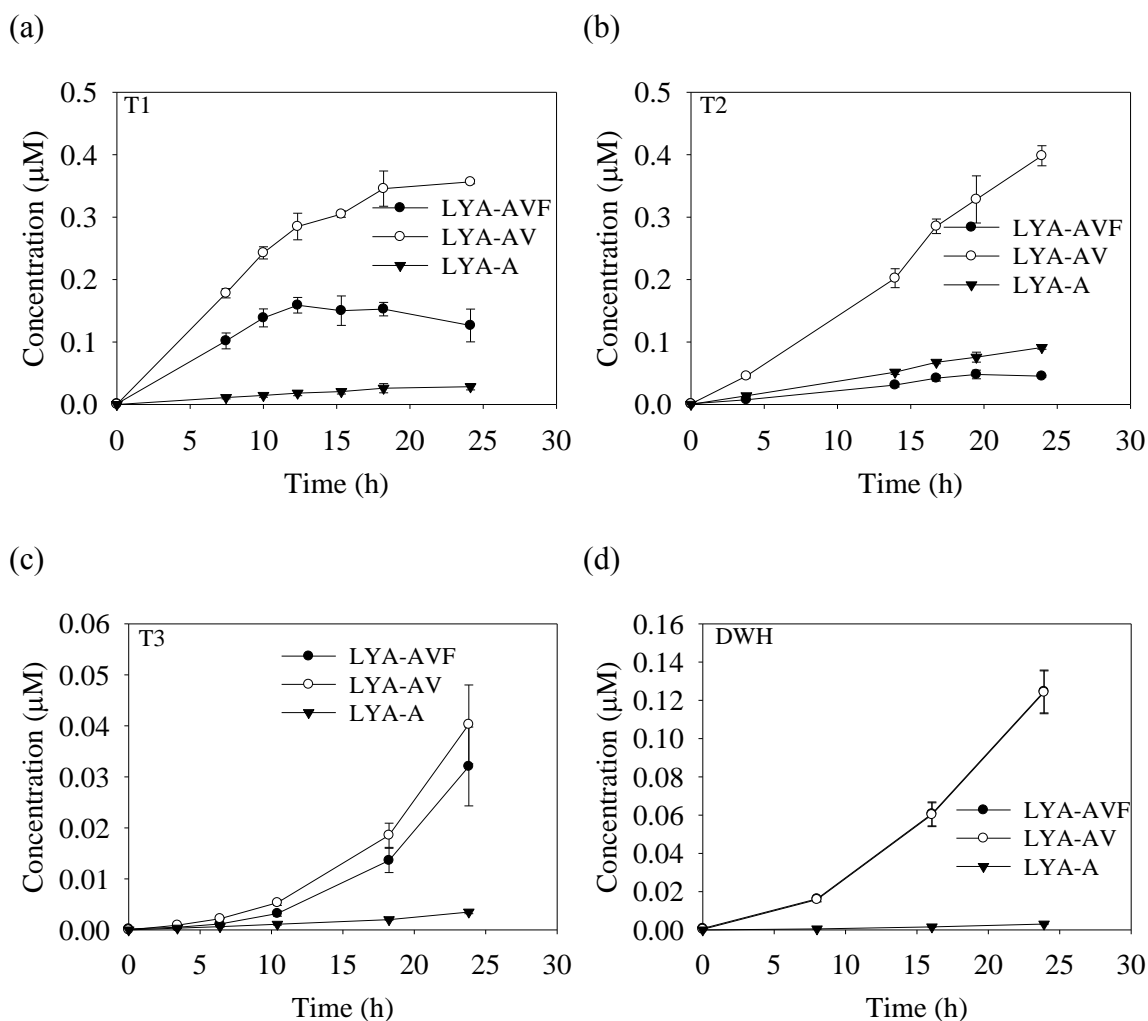 (a)
T1
Concentration (µM)
0.5
0.4
0.3
0.2
0.1
0.0
LYA-AVF
LYA-AV
LYA-A
0 5 10 15 20 25 30
Time (h)
(b)
T2
Concentration (µM)
0.5
0.4
0.3
0.2
0.1
0.0
LYA-AVF
LYA-AV
LYA-A
0 5 10 15 20 25 30
Time (h)
(c)
T3
Concentration (µM)
0.06
0.05
0.04
0.03
0.02
0.01
0.00
LYA-AVF
LYA-AV
LYA-A
0 5 10 15 20 25 30
Time (h)
(d)
DWH
Concentration (µM)
0.16
0.14
0.12
0.10
0.08
0.06
0.04
0.02
0.00
LYA-AVF
LYA-AV
LYA-A
0 5 10 15 20 25 30
Time (h)